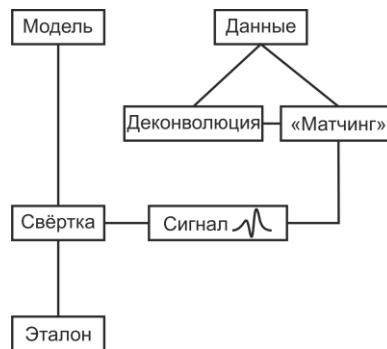 Модель
Данные
Деконволюция
«Матчинг»
Свёртка
Сигнал
Эталон